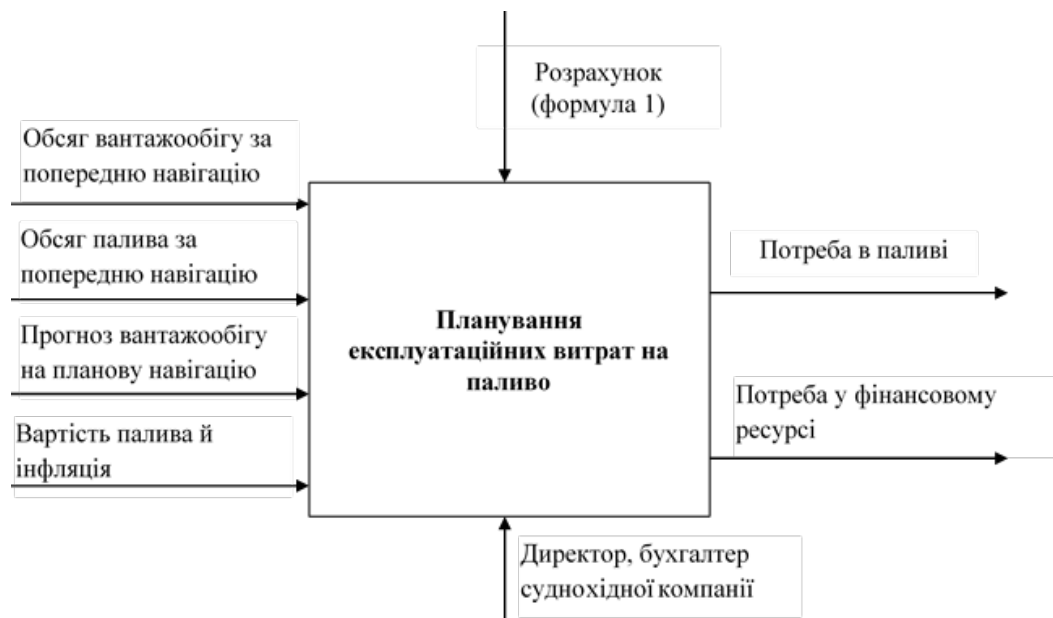 Розрахунок
(формула 1)
Обсяг вантажообігу за
попередню навігацію
Обсяг палива за
попередню навігацію
Прогноз вантажообігу
на планову навігацію
Вартість палива й
інфляція
Планування
експлуатаційних витрат на
паливо
Потреба в паливі
Потреба у фінансовому
ресурсі
Директор, бухгалтер
суднохідної компанії